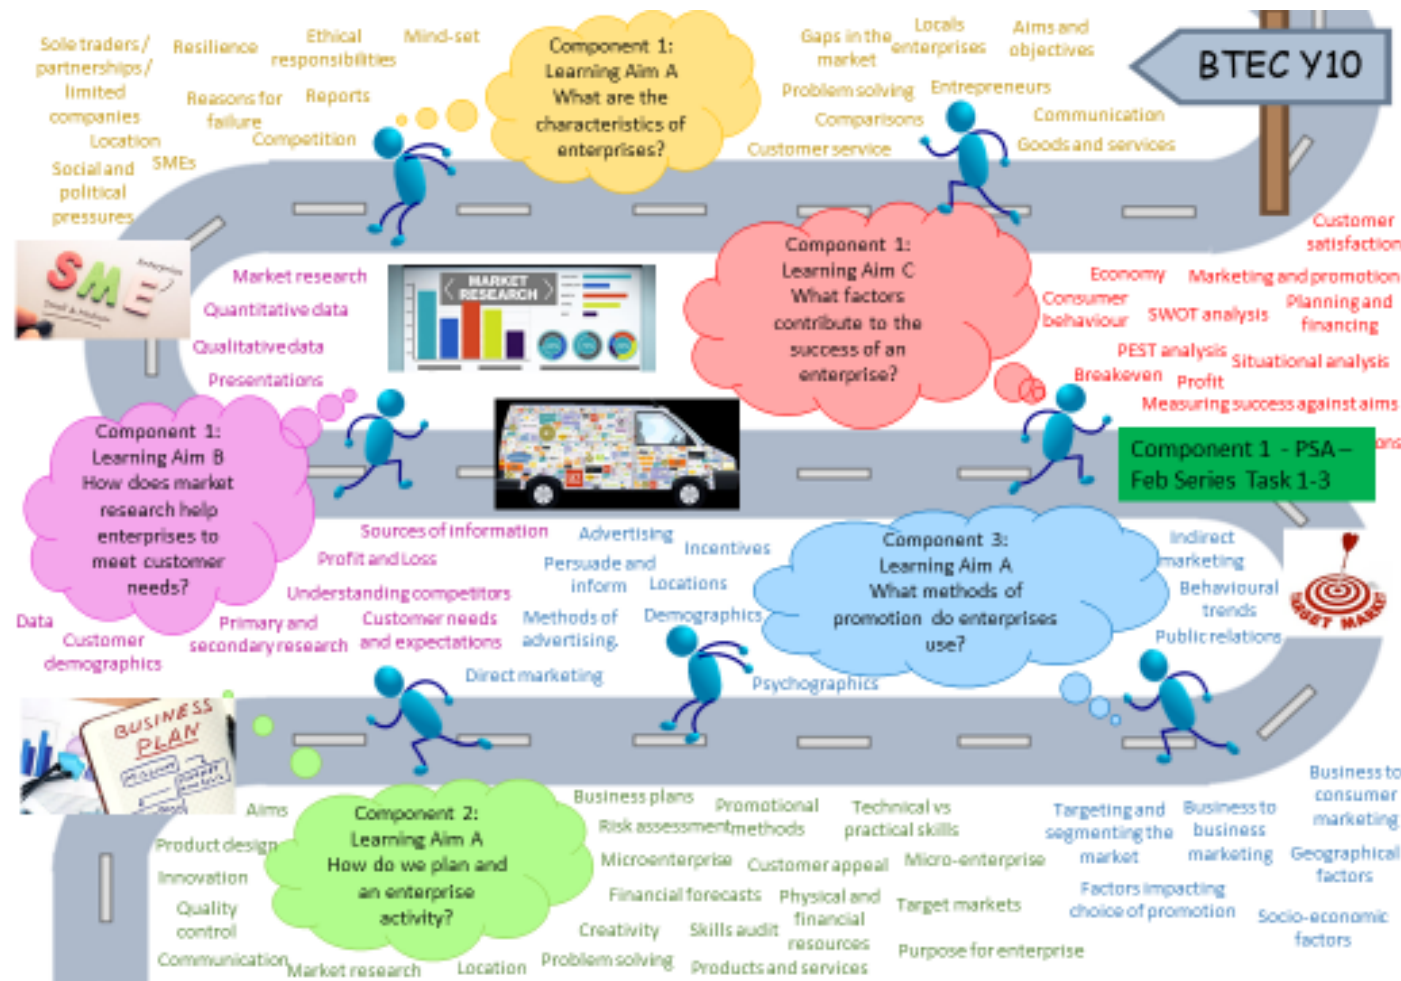 BTEC Y10
Sole traders /
partnerships /
limited
companies
Resilience
Ethical
responsibilities
Mind-set
Reasons for
failure
Reports
Location
Competition
Social and
political
pressures
SMEs
Component 1:
Learning Aim A
What are the
characteristics of
enterprises?
Gaps in the
market
Locals
enterprises
Aims and
objectives
Problem solving
Entrepreneurs
Comparisons
Communication
Customer service
Goods and services
SME
Enterprise
Small & Medium
Market research
Quantitative data
Qualitative data
Presentations
MARKET
RESEARCH
Component 1:
Learning Aim C
What factors
contribute to the
success of an
enterprise?
Customer
satisfaction
Economy
Marketing and promotion
Consumer
behaviour
SWOT analysis
Planning and
financing
PEST analysis
Situational analysis
Breakeven
Profit
Measuring success against aims
ons
Component 1 - PSA –
Feb Series Task 1-3
Component 1:
Learning Aim B
How does market
research help
enterprises to
meet customer
needs?
Sources of information
Profit and Loss
Understanding competitors
Data
Customer
demographics
Primary and
secondary research
Customer needs
and expectations
Advertising
Incentives
Persuade and
inform
Locations
Methods of
advertising.
Demographics
Direct marketing
Psychographics
Component 3:
Learning Aim A
What methods of
promotion do enterprises
use?
Indirect
marketing
Behavioural
trends
Public relations
TARGET MARKET
BUSINESS
PLAN
Component 2:
Learning Aim A
How do we plan and
an enterprise
activity?
Aims
Product design
Innovation
Quality
control
Communication
Market research
Location
Business plans
Promotional
methods
Technical vs
practical skills
Risk assessment
Microenterprise
Customer appeal
Micro-enterprise
Financial forecasts
Physical and
financial
resources
Target markets
Creativity
Skills audit
Problem solving
Products and services
Purpose for enterprise
Targeting and
segmenting the
market
Business to
business
marketing
Business to
consumer
marketing
Geographical
factors
Factors impacting
choice of promotion
Socio-economic
factors